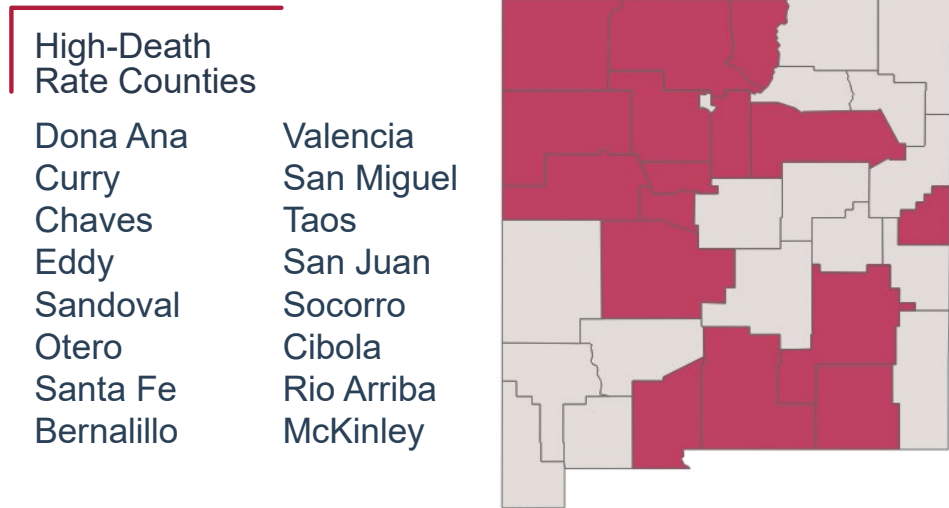 High-Death
Rate Counties
Dona Ana
Curry
Chaves
Eddy
Sandoval
Otero
Santa Fe
Bernalillo
Valencia
San Miguel
Taos
San Juan
Socorro
Cibola
Rio Arriba
McKinley